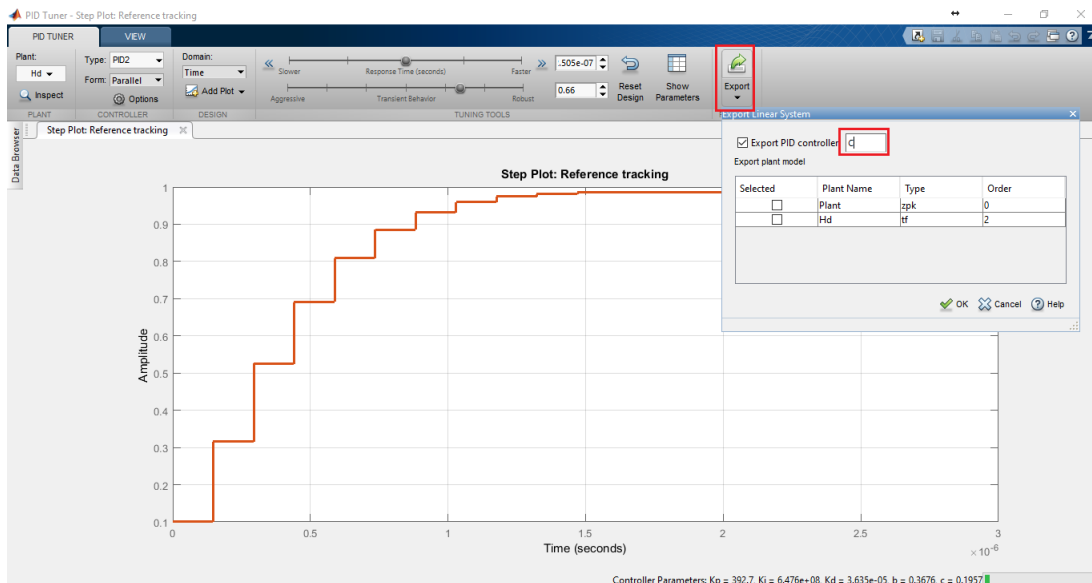 PID Tuner - Step Plot: Reference tracking
PID TUNER VIEW
Plant:
Hd
Inspect
PLANT
Type: PID2
Form: Parallel
Options
CONTROLLER
Domain:
Time
Add Plot
DESIGN
Slower Response Time (seconds) Faster .505e-07
Aggressive Transient Behavior Robust 0.66
Reset Design
Show Parameters
TUNING TOOLS
Export
Export Linear System
Export PID controller c
Export plant model
Selected Plant Name Type Order
Plant zpk 0
Hd tf 2
OK Cancel Help
Data Browser
Step Plot: Reference tracking
Step Plot: Reference tracking
Amplitude
1
0.9
0.8
0.7
0.6
0.5
0.4
0.3
0.2
0.1
0 0.5 1 1.5 2 2.5 3
Time (seconds) × 10^-6
Controller Parameters: Kp = 392.7, Ki = 6.476e+08, Kd = 3.635e-05, b = 0.3676, c = 0.1957